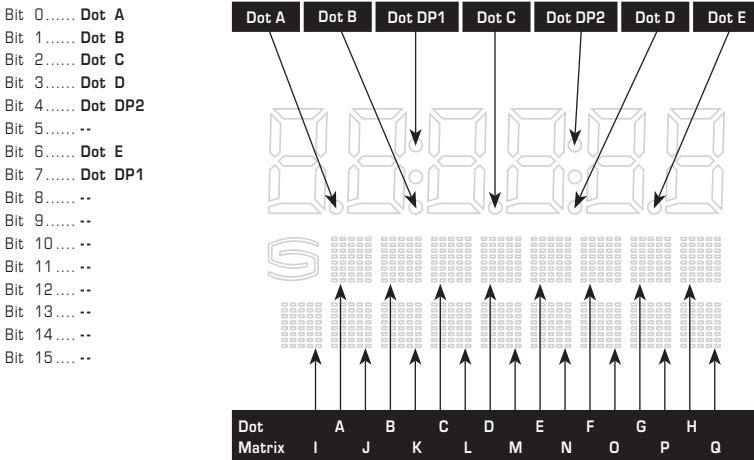 Bit 0...... Dot A
Bit 1...... Dot B
Bit 2...... Dot C
Bit 3...... Dot D
Bit 4...... Dot DP2
Bit 5...... --
Bit 6...... Dot E
Bit 7...... Dot DP1
Bit 8...... --
Bit 9...... --
Bit 10.... --
Bit 11.... --
Bit 12.... --
Bit 13.... --
Bit 14.... --
Bit 15.... --
Dot A Dot B Dot DP1 Dot C Dot DP2 Dot D Dot E
S
Dot A B C D E F G H
Matrix I J K L M N O P Q